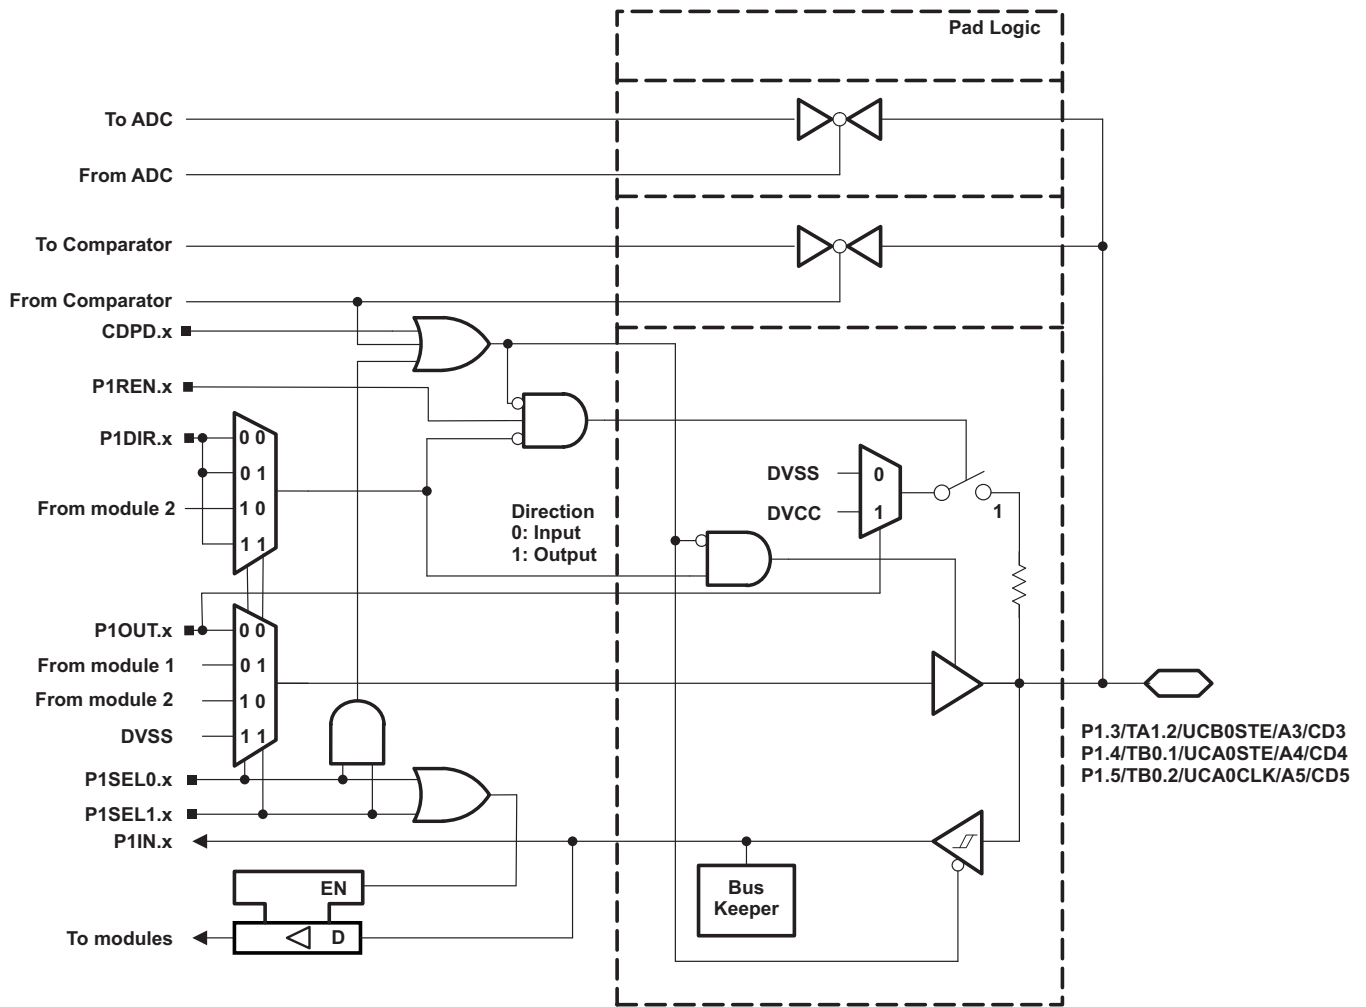 Pad Logic
To ADC
From ADC
To Comparator
From Comparator
CDPD.x
P1REN.x
P1DIR.x
0 0
0 1
From module 2
1 0
1 1
Direction
0: Input
1: Output
DVSS
0
DVCC
1
1
P1OUT.x
0 0
From module 1
0 1
From module 2
1 0
DVSS
1 1
P1.3/TA1.2/UCB0STE/A3/CD3
P1.4/TB0.1/UCA0STE/A4/CD4
P1.5/TB0.2/UCA0CLK/A5/CD5
P1SEL0.x
P1SEL1.x
P1IN.x
EN
Bus
Keeper
To modules
D